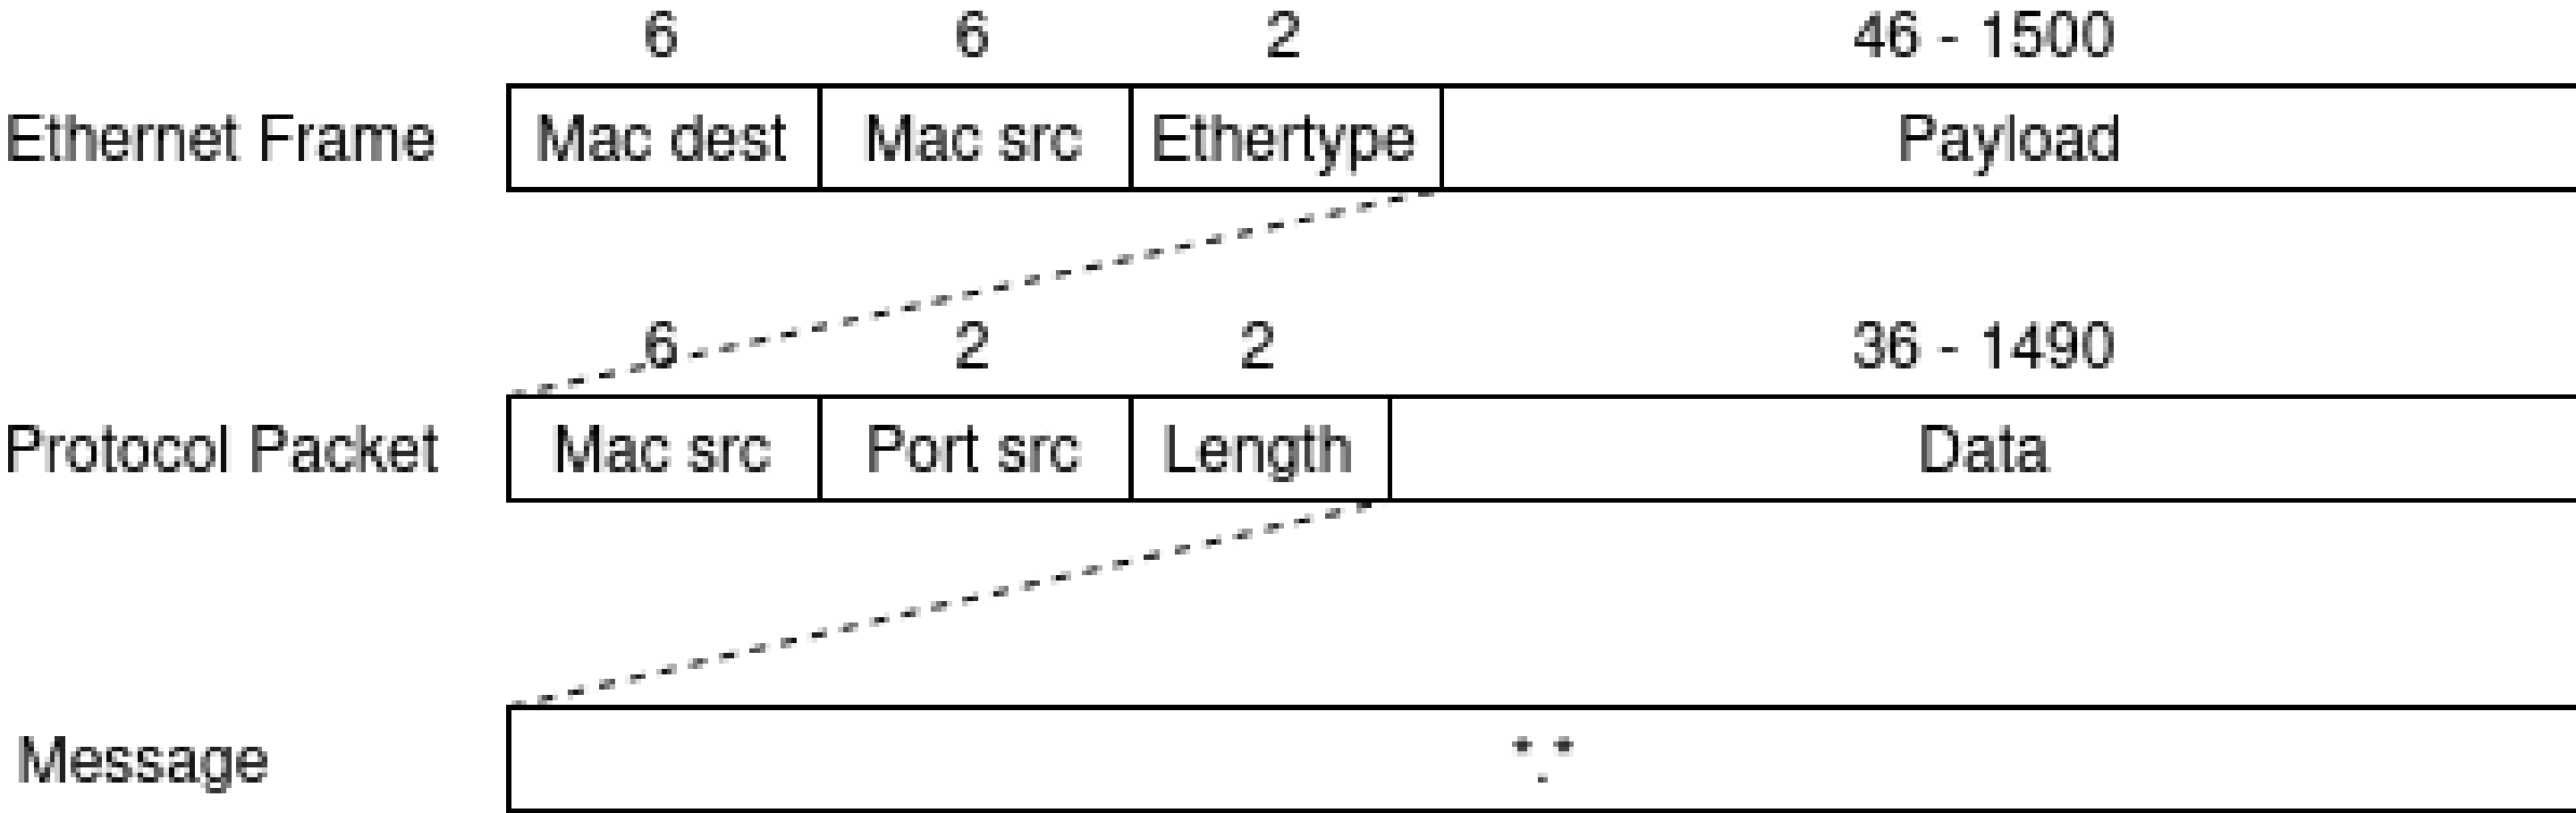 6 6 2 46 - 1500
Ethernet Frame Mac dest Mac src Ethertype Payload
6 2 2 36 - 1490
Protocol Packet Mac src Port src Length Data
Message